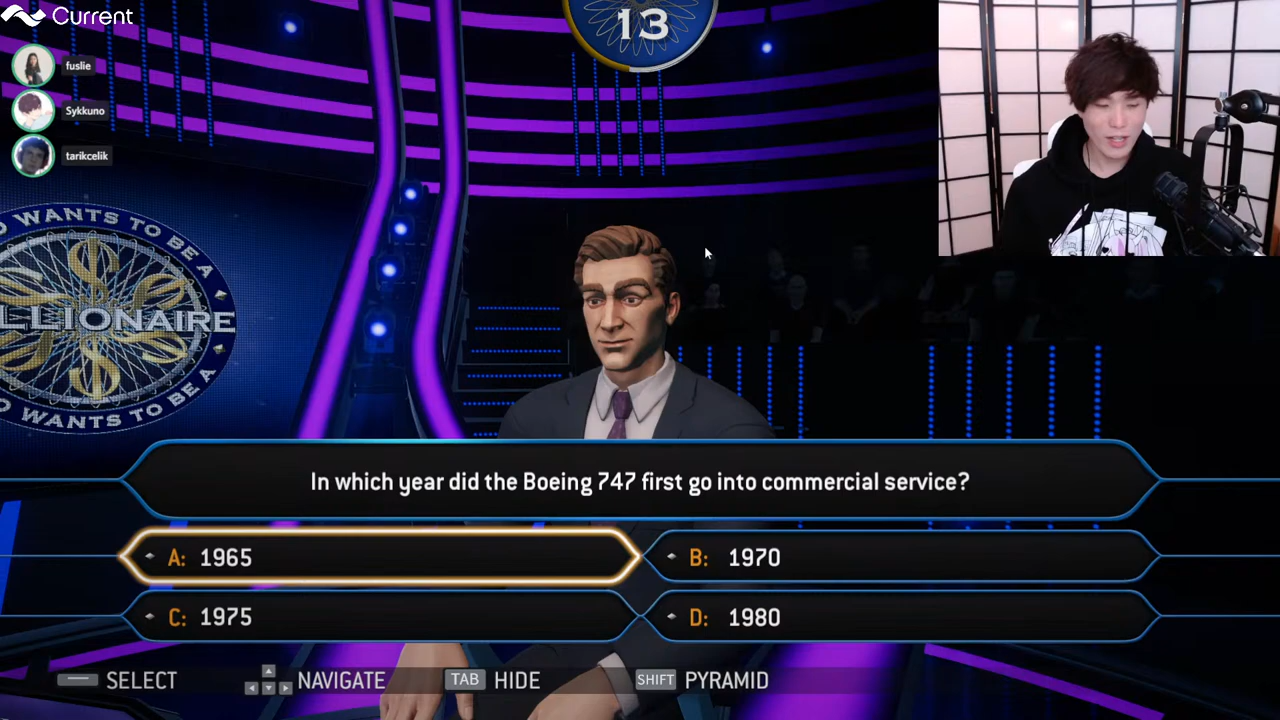 Current
13
fuslie
Sykkuno
tarikcelik
WANTS TO BE A
LLIONAIRE
WANTS TO BE A
In which year did the Boeing 747 first go into commercial service?
A: 1965
B: 1970
C: 1975
D: 1980
SELECT
NAVIGATE
TAB HIDE
SHIFT PYRAMID